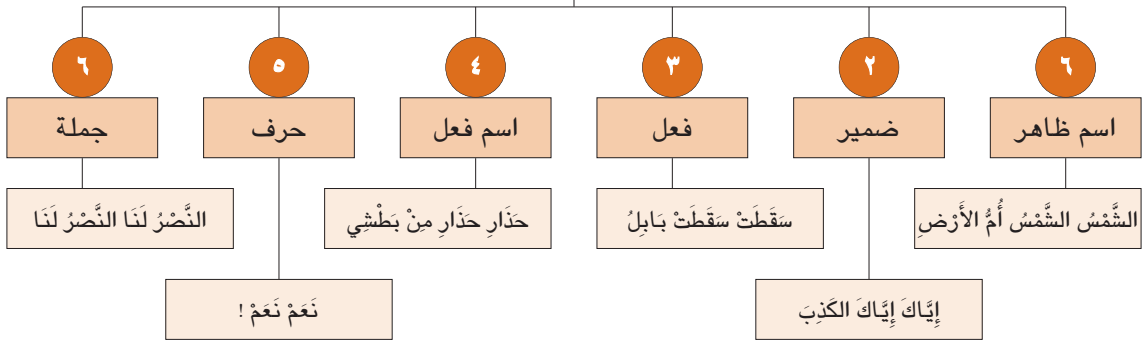 ٦
٢
٣
٤
٥
٦
اسم ظاهر
ضمير
فعل
اسم فعل
حرف
جملة
الشَّمْسُ الشَّمْسُ أُمُّ الأَرْضِ
سَقَطَتْ سَقَطَتْ بَابِلُ
حَذَارِ حَذَارِ مِنْ بَطْشِي
النَّصْرُ لَنَا النَّصْرُ لَنَا
إِيَّاكَ إِيَّاكَ الكَذِبَ
نَعَمْ نَعَمْ !